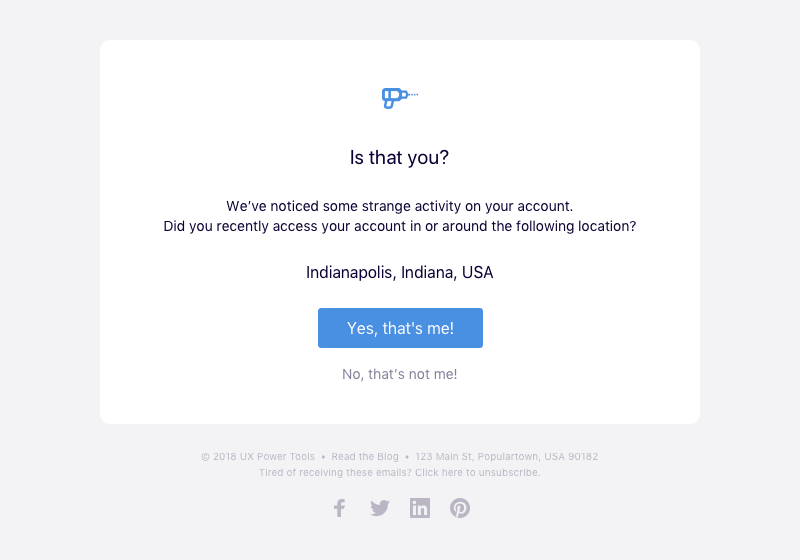 Is that you?
We’ve noticed some strange activity on your account.
Did you recently access your account in or around the following location?
Indianapolis, Indiana, USA
Yes, that's me!
No, that’s not me!
© 2018 UX Power Tools • Read the Blog • 123 Main St, Populartown, USA 90182
Tired of receiving these emails? Click here to unsubscribe.